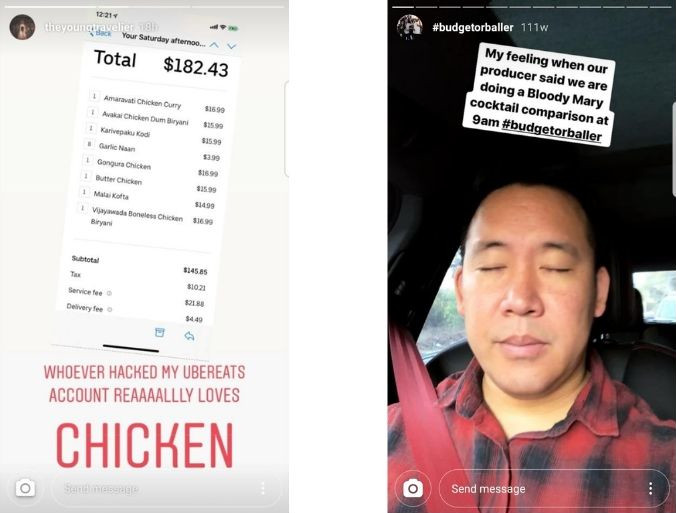 12:21
theyoungtravelier 18h
Back Your Saturday afternoo...
Total $182.43
1 Amaravati Chicken Curry $16.99
1 Avakai Chicken Dum Biryani $15.99
1 Karivepaku Kodi $15.99
8 Garlic Naan $3.99
1 Gongura Chicken $16.99
1 Butter Chicken $15.99
1 Malai Kofta $14.99
1 Vijayawada Boneless Chicken $16.99
Biryani
Subtotal $145.85
Tax $10.21
Service fee $21.88
Delivery fee $4.49
WHOEVER HACKED MY UBEREATS
ACCOUNT REAAAALLLY LOVES
CHICKEN
Send message
#budgetorballer 111w
My feeling when our
producer said we are
doing a Bloody Mary
cocktail comparison at
9am #budgetorballer
Send message